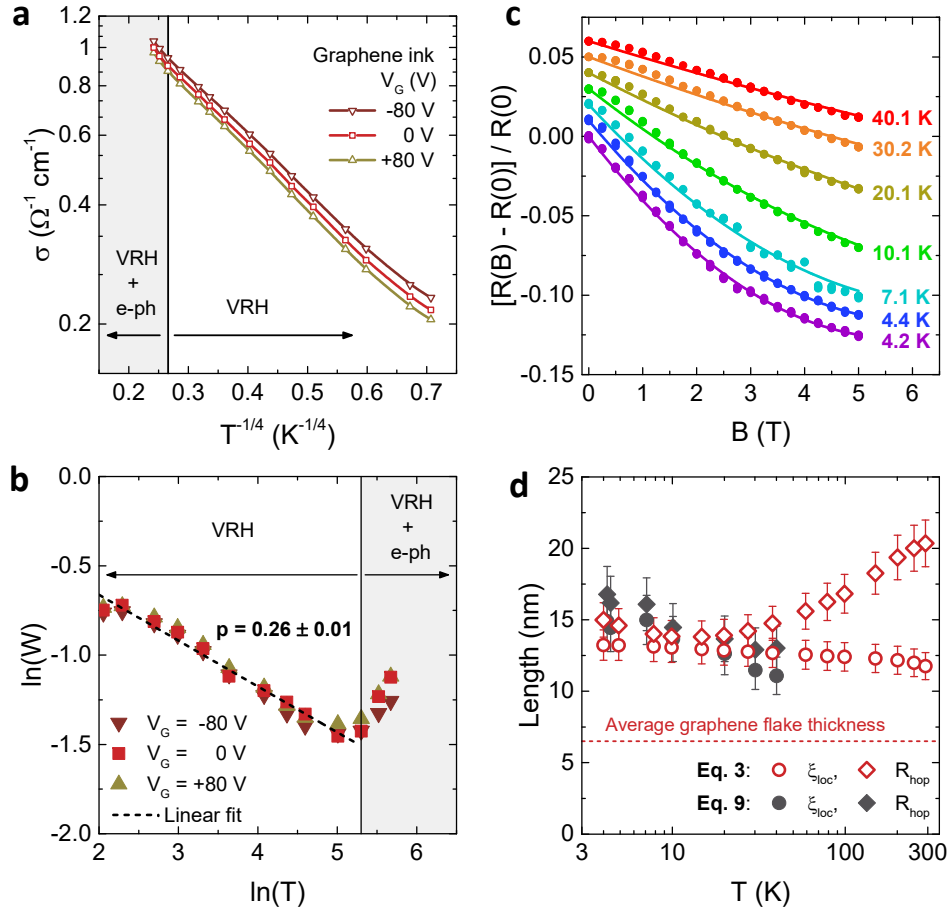 a
1.2
1
0.8
0.6
0.4
0.2
σ (Ω⁻¹ cm⁻¹)
Graphene ink
V_G (V)
-80 V
0 V
+80 V
VRH
+
e-ph
VRH
0.2 0.3 0.4 0.5 0.6 0.7
T^-1/4 (K^-1/4)
c
0.05
0.00
-0.05
-0.10
-0.15
[R(B) - R(0)] / R(0)
40.1 K
30.2 K
20.1 K
10.1 K
7.1 K
4.4 K
4.2 K
0 1 2 3 4 5 6
B (T)
b
0.0
-0.5
-1.0
-1.5
-2.0
ln(W)
VRH
VRH
+
e-ph
p = 0.26 ± 0.01
V_G = -80 V
V_G = 0 V
V_G = +80 V
Linear fit
2 3 4 5 6
ln(T)
d
25
20
15
10
5
0
Length (nm)
Average graphene flake thickness
Eq. 3: ξ_loc, R_hop
Eq. 9: ξ_loc, R_hop
3 10 100 300
T (K)